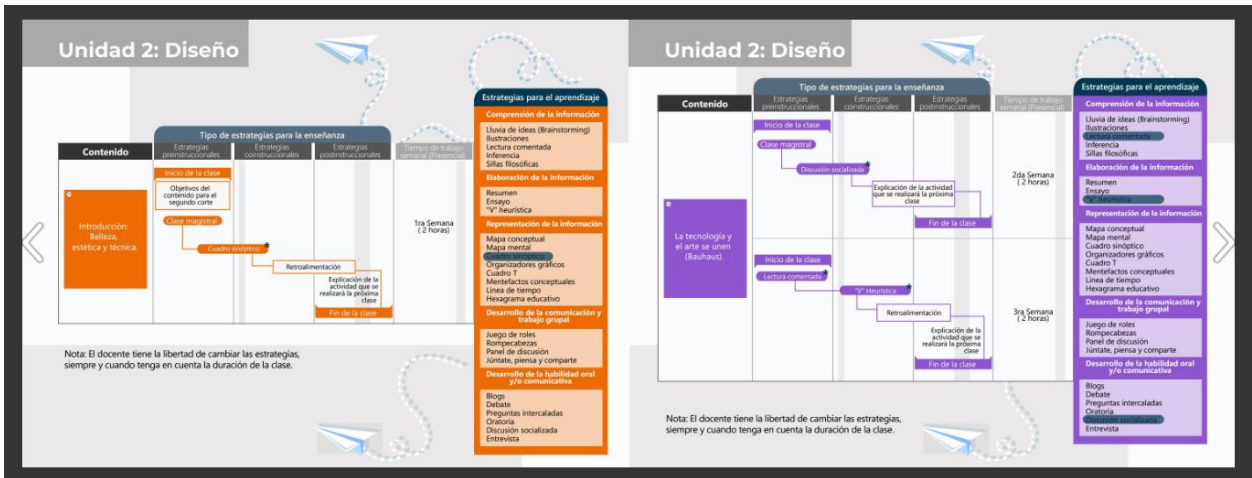 Unidad 2: Diseño
Tipo de estrategias para la enseñanza
Contenido
Estrategias
preinstruccionales
Estrategias
coinstruccionales
Estrategias
postinstruccionales
Tiempo de trabajo
semanal (Presencial)
Inicio de la clase
Objetivos del
contenido para el
segundo corte
Clase magistral
Introducción:
Belleza,
estética y técnica.
Cuadro sinóptico
Retroalimentación
Explicación de la
actividad que se
realizará la próxima
clase
Fin de la clase
1ra Semana
( 2 horas)
Nota: El docente tiene la libertad de cambiar las estrategias,
siempre y cuando tenga en cuenta la duración de la clase.
Estrategias para el aprendizaje
Comprensión de la información
Lluvia de ideas (Brainstorming)
Ilustraciones
Lectura comentada
Inferencia
Sillas filosóficas
Elaboración de la información
Resumen
Ensayo
"V" heurística
Representación de la información
Mapa conceptual
Mapa mental
Cuadro sinóptico
Organizadores gráficos
Cuadro T
Mentefactos conceptuales
Linea de tiempo
Hexagrama educativo
Desarrollo de la comunicación y
trabajo grupal
Juego de roles
Rompecabezas
Panel de discusión
Júntate, piensa y comparte
Desarrollo de la habilidad oral
y/o comunicativa
Blogs
Debate
Preguntas intercaladas
Oratoria
Discusión socializada
Entrevista
Unidad 2: Diseño
Tipo de estrategias para la enseñanza
Contenido
Estrategias
preinstruccionales
Estrategias
coinstruccionales
Estrategias
postinstruccionales
Tiempo de trabajo
semanal (Presencial)
Inicio de la clase
Clase magistral
Discusión socializada
Explicación de la actividad
que se realizará la próxima
clase
Fin de la clase
2da Semana
( 2 horas)
La tecnología y
el arte se unen
(Bauhaus).
Inicio de la clase
Lectura comentada
"V" Heurística
Retroalimentación
Explicación de la
actividad que se
realizará la próxima
clase
Fin de la clase
3ra Semana
( 2 horas)
Nota: El docente tiene la libertad de cambiar las estrategias,
siempre y cuando tenga en cuenta la duración de la clase.
Estrategias para el aprendizaje
Comprensión de la información
Lluvia de ideas (Brainstorming)
Ilustraciones
Lectura comentada
Inferencia
Sillas filosóficas
Elaboración de la información
Resumen
Ensayo
"V" heurística
Representación de la información
Mapa conceptual
Mapa mental
Cuadro sinóptico
Organizadores gráficos
Cuadro T
Mentefactos conceptuales
Linea de tiempo
Hexagrama educativo
Desarrollo de la comunicación y
trabajo grupal
Juego de roles
Rompecabezas
Panel de discusión
Júntate, piensa y comparte
Desarrollo de la habilidad oral
y/o comunicativa
Blogs
Debate
Preguntas intercaladas
Oratoria
Discusión socializada
Entrevista